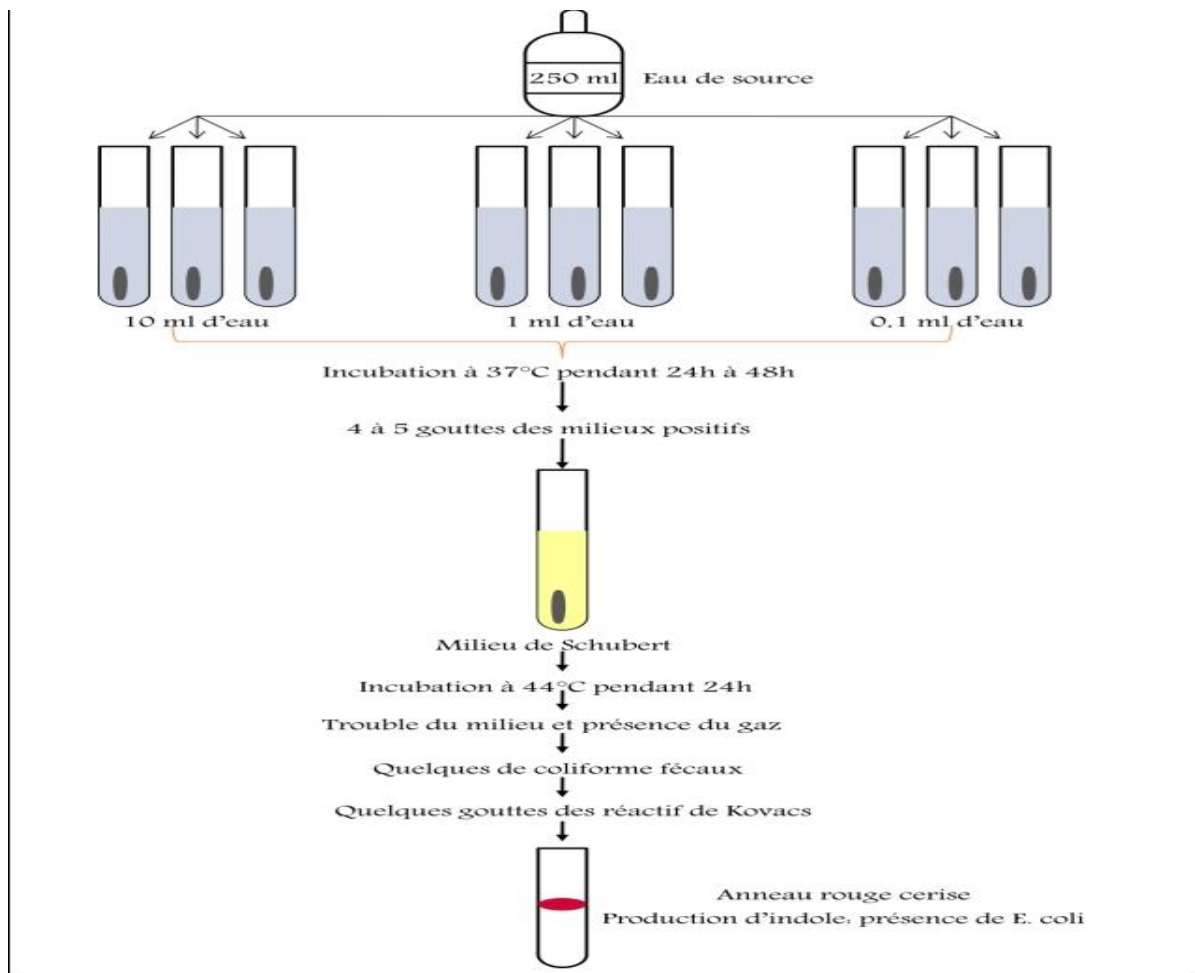 250 ml
Eau de source
10 ml d'eau
1 ml d'eau
0.1 ml d'eau
Incubation à 37°C pendant 24h à 48h
4 à 5 gouttes des milieux positifs
Milieu de Schubert
Incubation à 44°C pendant 24h
Trouble du milieu et présence du gaz
Quelques de coliforme fécaux
Quelques gouttes des réactif de Kovacs
Anneau rouge cerise
Production d'indole: présence de E. coli